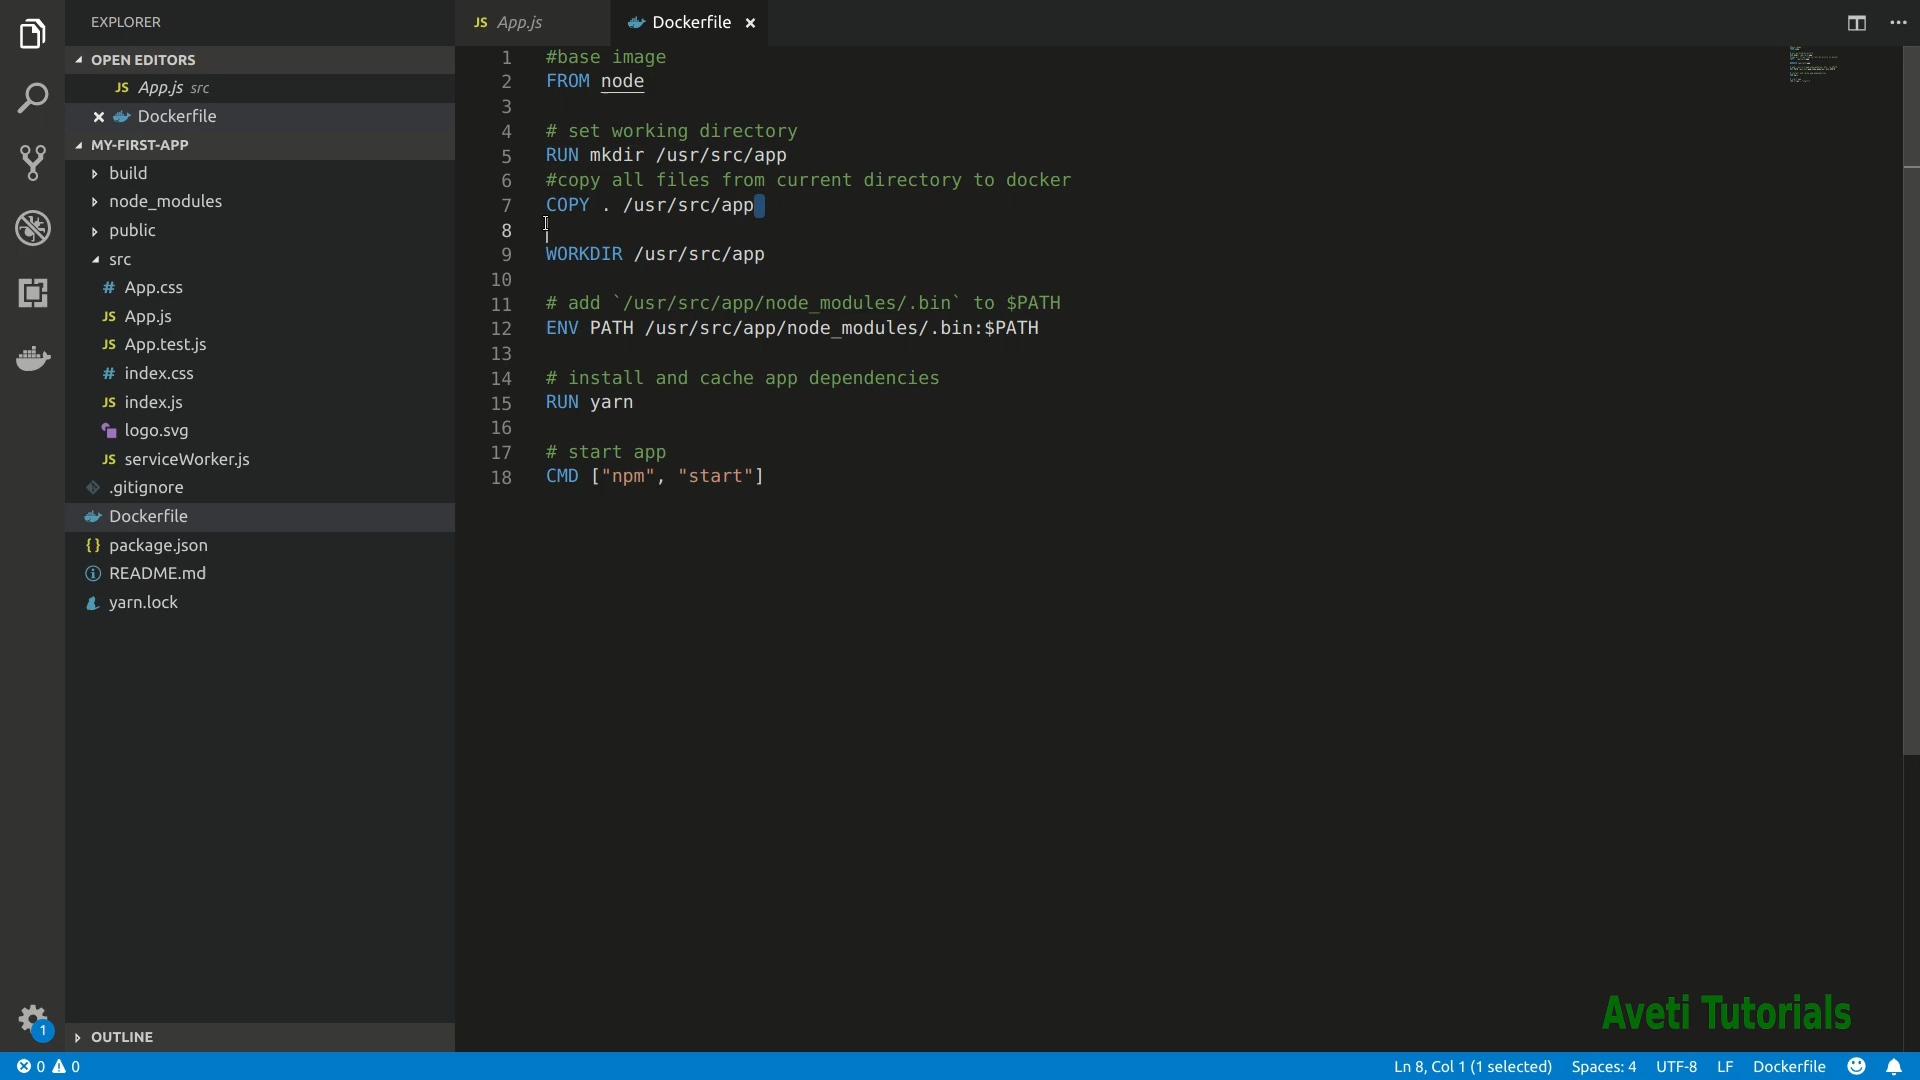 EXPLORER
OPEN EDITORS
JS App.js src
Dockerfile
MY-FIRST-APP
build
node_modules
public
src
# App.css
JS App.js
JS App.test.js
# index.css
JS index.js
logo.svg
JS serviceWorker.js
.gitignore
Dockerfile
{} package.json
README.md
yarn.lock
OUTLINE
1
JS App.js
Dockerfile
1 #base image
2 FROM node
3
4 # set working directory
5 RUN mkdir /usr/src/app
6 #copy all files from current directory to docker
7 COPY . /usr/src/app
8
9 WORKDIR /usr/src/app
10
11 # add `/usr/src/app/node_modules/.bin` to $PATH
12 ENV PATH /usr/src/app/node_modules/.bin:$PATH
13
14 # install and cache app dependencies
15 RUN yarn
16
17 # start app
18 CMD ["npm", "start"]
Aveti Tutorials
0 0
Ln 8, Col 1 (1 selected) Spaces: 4 UTF-8 LF Dockerfile